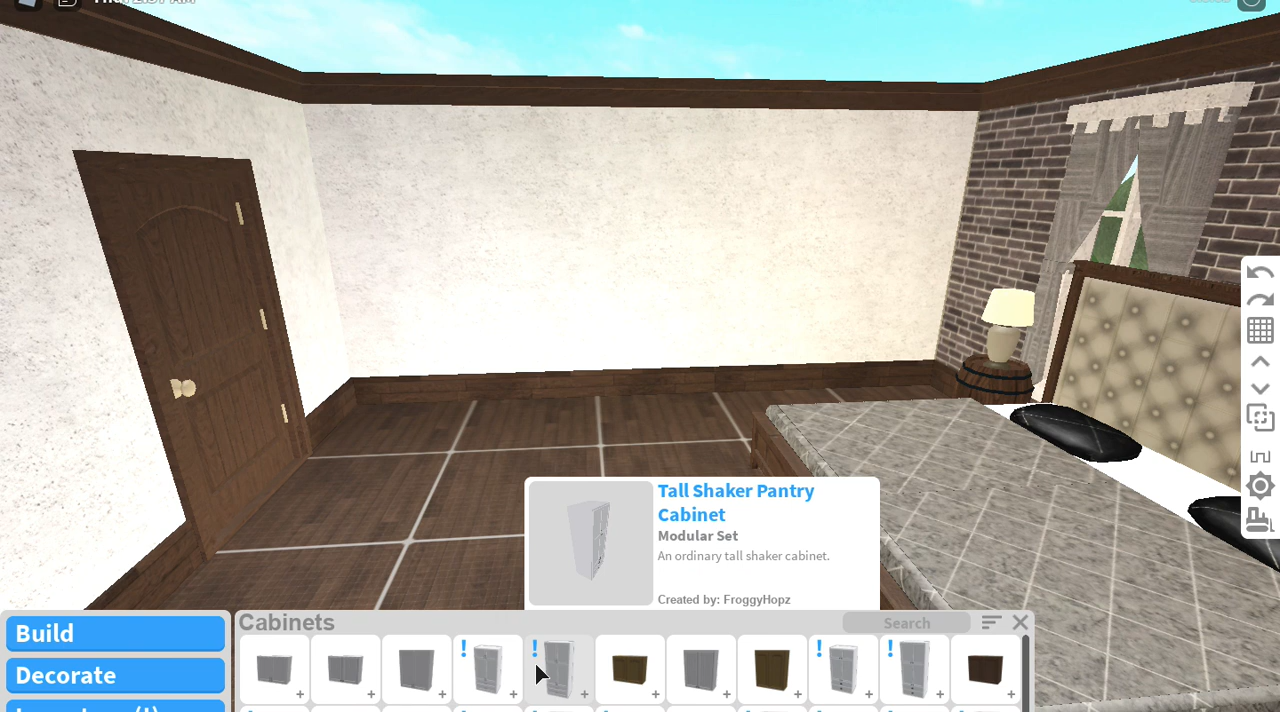 Tall Shaker Pantry
Cabinet
Modular Set
An ordinary tall shaker cabinet.
Created by: FroggyHopz
Build
Decorate
Cabinets
Search